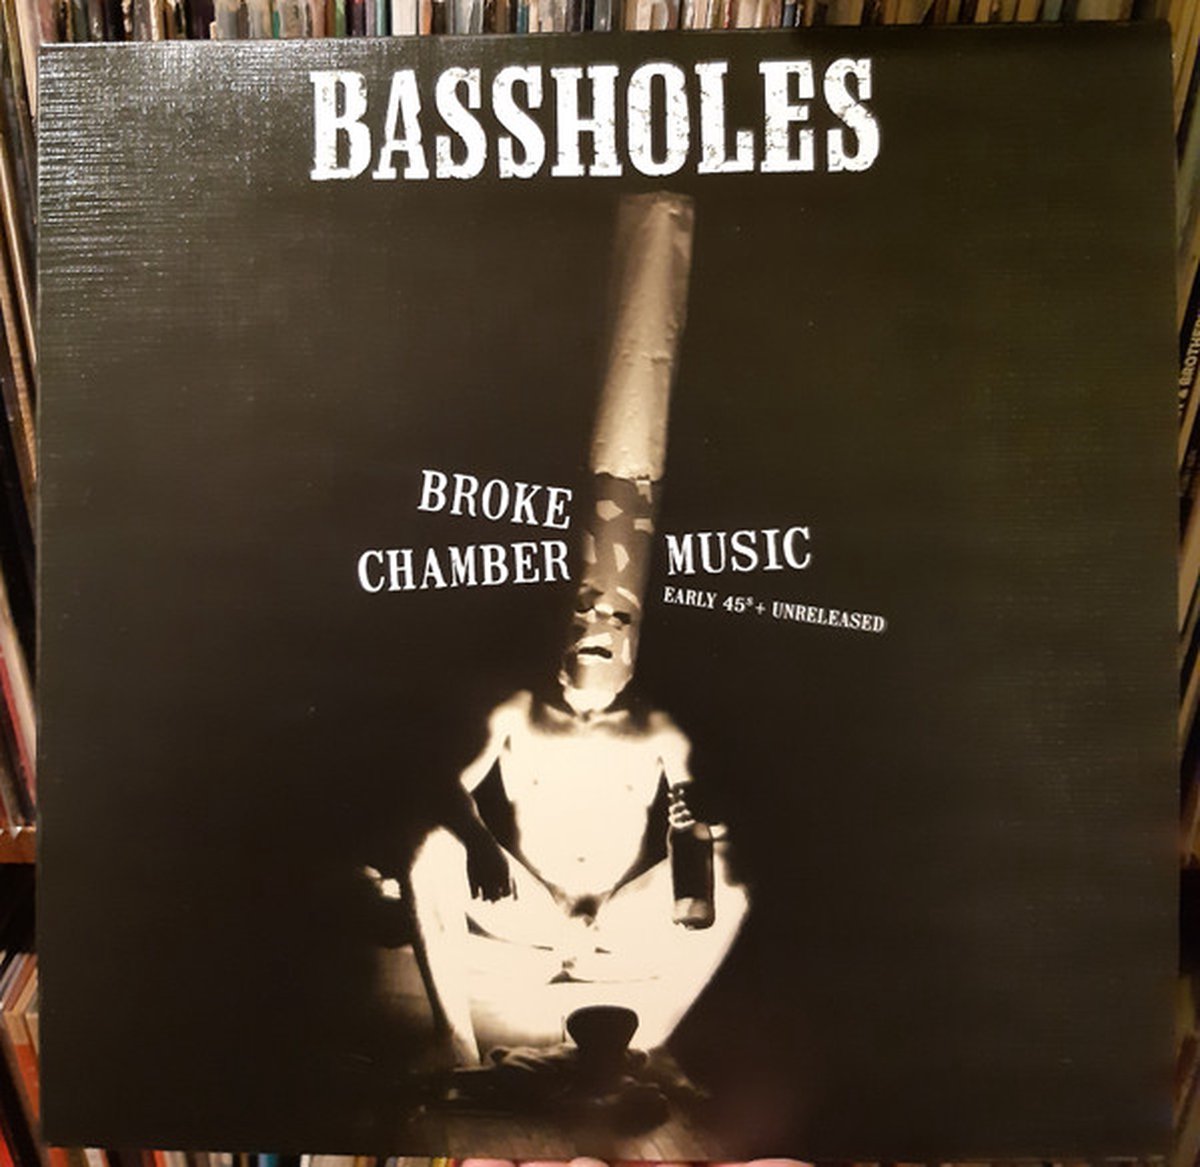 BASSHOLES
BROKE
CHAMBER MUSIC
EARLY 45s + UNRELEASED